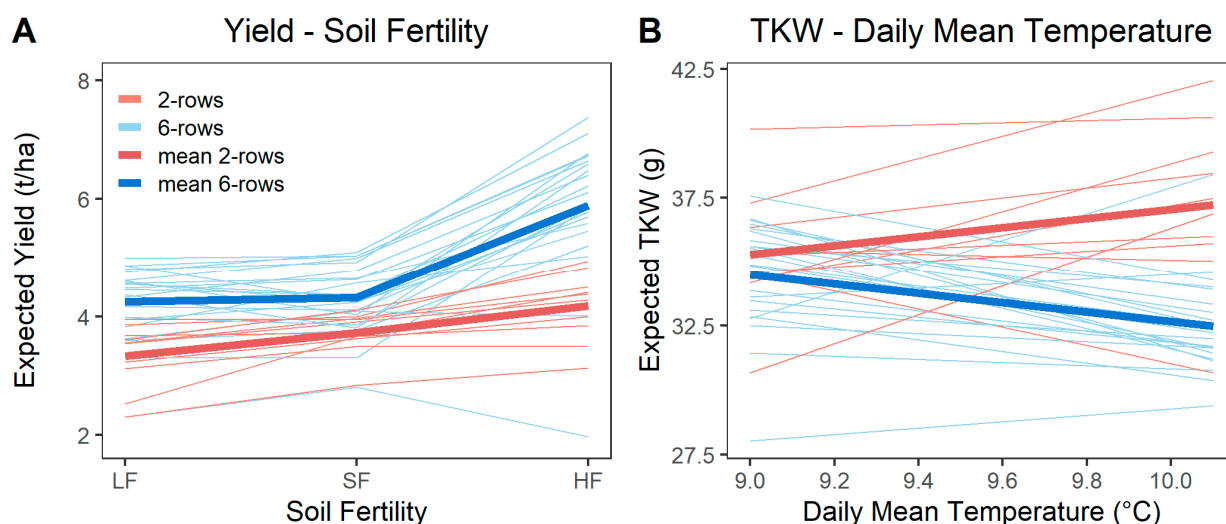 A
Yield - Soil Fertility
Expected Yield (t/ha)
8
6
4
2
2-rows
6-rows
mean 2-rows
mean 6-rows
LF
SF
HF
Soil Fertility
B
TKW - Daily Mean Temperature
Expected TKW (g)
42.5
37.5
32.5
27.5
9.0
9.2
9.4
9.6
9.8
10.0
Daily Mean Temperature (°C)